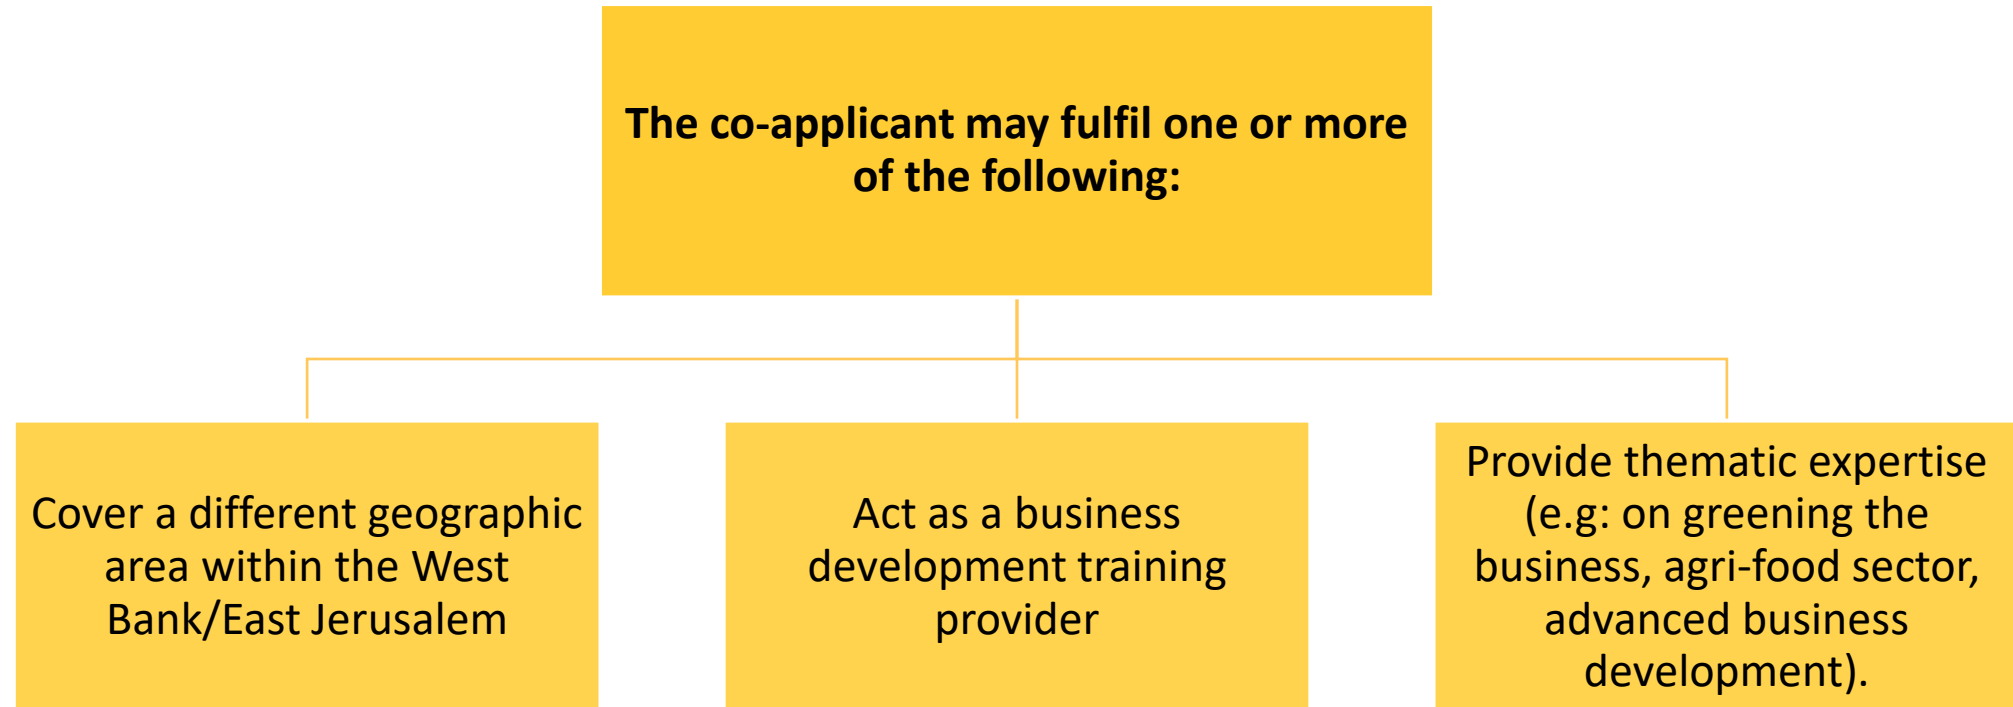 The co-applicant may fulfil one or more
of the following:
Cover a different geographic
area within the West
Bank/East Jerusalem
Act as a business
development training
provider
Provide thematic expertise
(e.g: on greening the
business, agri-food sector,
advanced business
development).